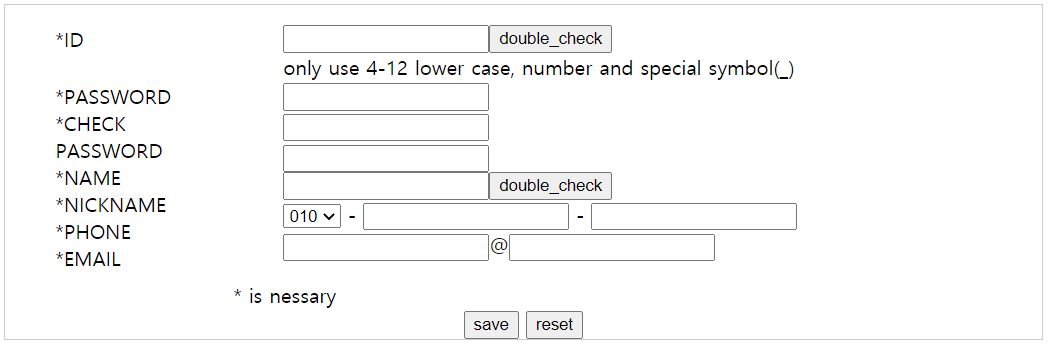 *ID double_check
only use 4-12 lower case, number and special symbol(_)
*PASSWORD
*CHECK
PASSWORD
*NAME
double_check
*NICKNAME
010 - -
*PHONE
@
*EMAIL
* is nessary
save reset